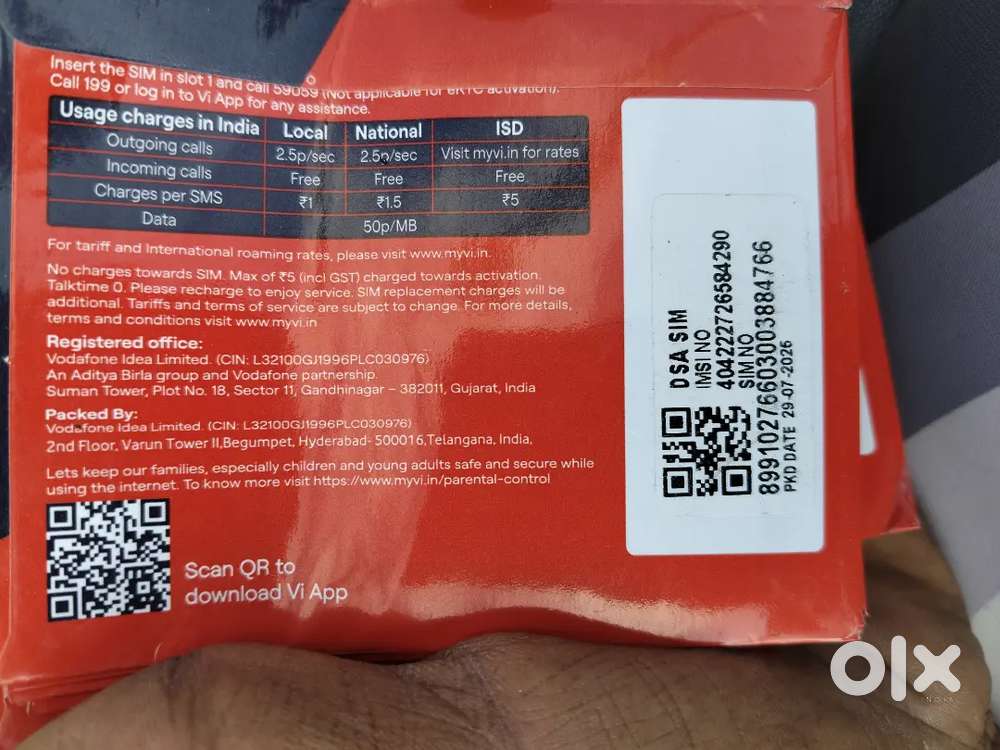 Insert the SIM in slot 1 and call 59059 (Not applicable for eKYC activation).
Call 199 or log in to Vi App for any assistance.
Usage charges in India Local National ISD
Outgoing calls 2.5p/sec 2.5p/sec Visit myvi.in for rates
Incoming calls Free Free Free
Charges per SMS ₹1 ₹1.5 ₹5
Data 50p/MB
For tariff and International roaming rates, please visit www.myvi.in.
No charges towards SIM. Max of ₹5 (incl GST) charged towards activation.
Talktime 0. Please recharge to enjoy service. SIM replacement charges will be
additional. Tariffs and terms of service are subject to change. For more details,
terms and conditions visit www.myvi.in
Registered office:
Vodafone Idea Limited. (CIN: L32100GJ1996PLC030976)
An Aditya Birla group and Vodafone partnership.
Suman Tower, Plot No. 18, Sector 11, Gandhinagar – 382011, Gujarat, India
Packed By:
Vodafone Idea Limited. (CIN: L32100GJ1996PLC030976)
2nd Floor, Varun Tower II,Begumpet, Hyderabad- 500016,Telangana, India,
Lets keep our families, especially children and young adults safe and secure while
using the internet. To know more visit https://www.myvi.in/parental-control
Scan QR to
download Vi App
DSA SIM
IMSI NO
404222726584290
SIM NO
89910276603003884766
PKD DATE 29-07-2026
olx